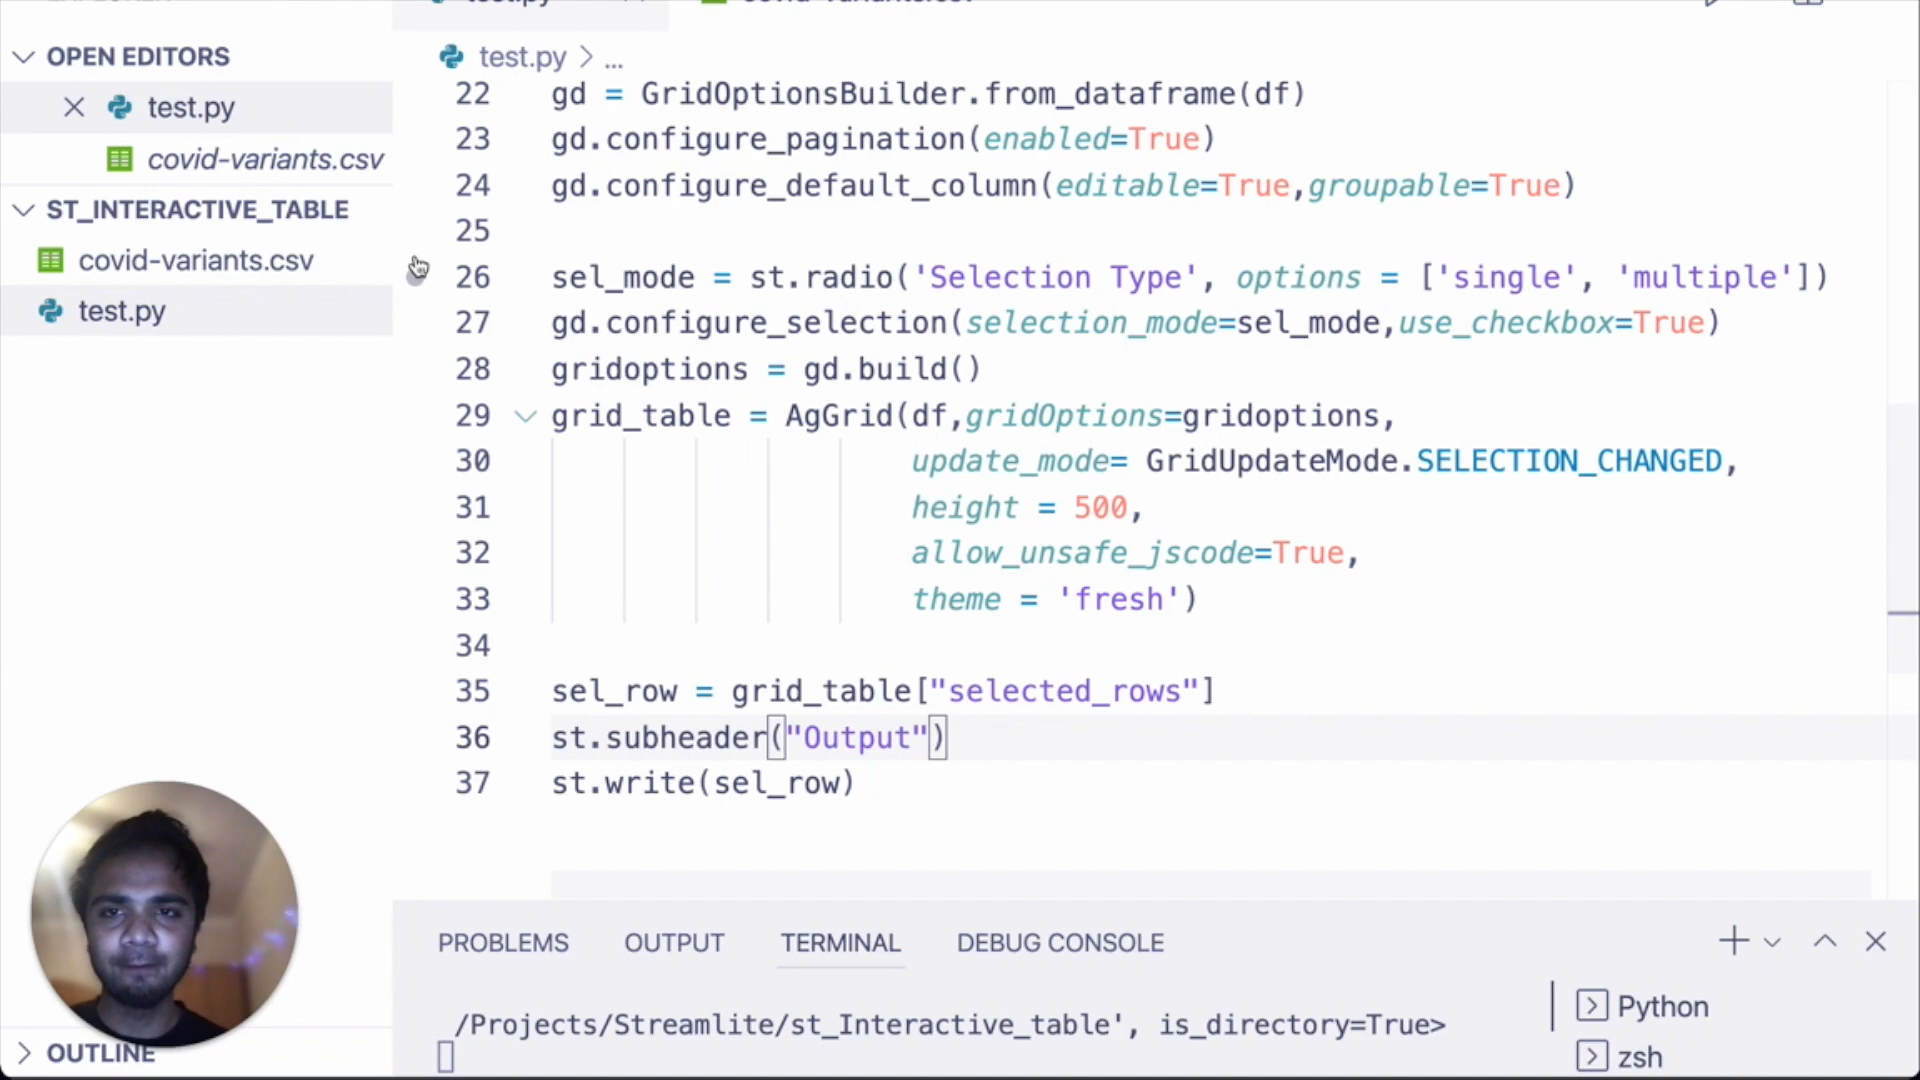 OPEN EDITORS
test.py
covid-variants.csv
ST_INTERACTIVE_TABLE
covid-variants.csv
test.py
OUTLINE
test.py > ...
22 gd = GridOptionsBuilder.from_dataframe(df)
23 gd.configure_pagination(enabled=True)
24 gd.configure_default_column(editable=True,groupable=True)
25
26 sel_mode = st.radio('Selection Type', options = ['single', 'multiple'])
27 gd.configure_selection(selection_mode=sel_mode,use_checkbox=True)
28 gridoptions = gd.build()
29 grid_table = AgGrid(df,gridOptions=gridoptions,
30 update_mode= GridUpdateMode.SELECTION_CHANGED,
31 height = 500,
32 allow_unsafe_jscode=True,
33 theme = 'fresh')
34
35 sel_row = grid_table["selected_rows"]
36 st.subheader("Output")
37 st.write(sel_row)
PROBLEMS OUTPUT TERMINAL DEBUG CONSOLE
/Projects/Streamlite/st_Interactive_table', is_directory=True>
Python
zsh